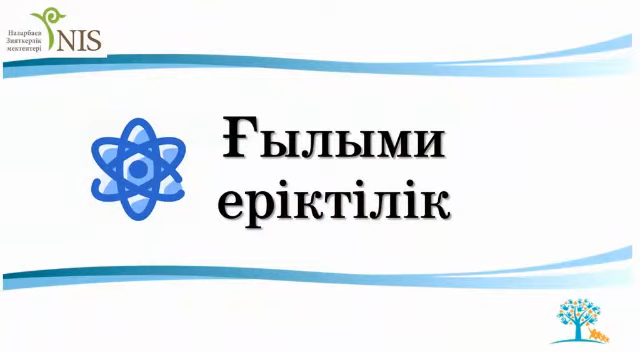 Назарбаев
Зияткерлік
мектептері
NIS
Ғылыми
еріктілік